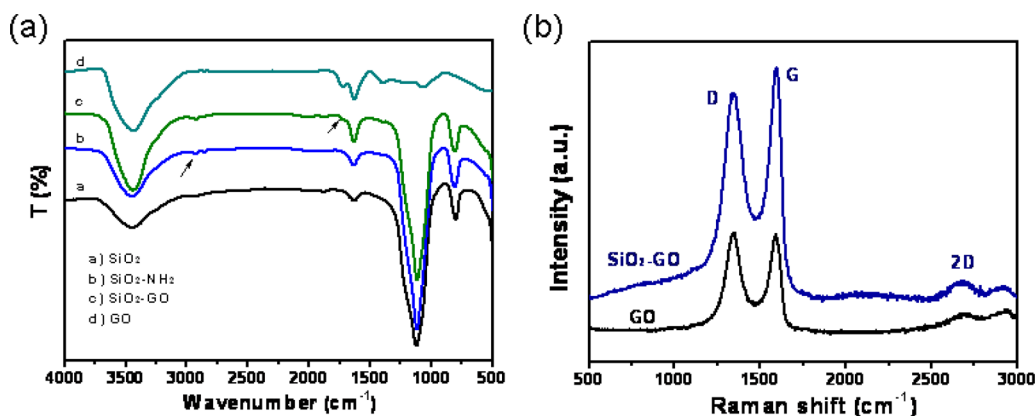 (a)
T (%)
d
c
b
a
a ) SiO₂
b ) SiO₂-NH₂
c ) SiO₂-GO
d ) GO
4000 3500 3000 2500 2000 1500 1000 500
Wavenumber (cm⁻¹)
(b)
Intensity (a.u.)
D
G
SiO₂-GO
2D
GO
500 1000 1500 2000 2500 3000
Raman shift (cm⁻¹)